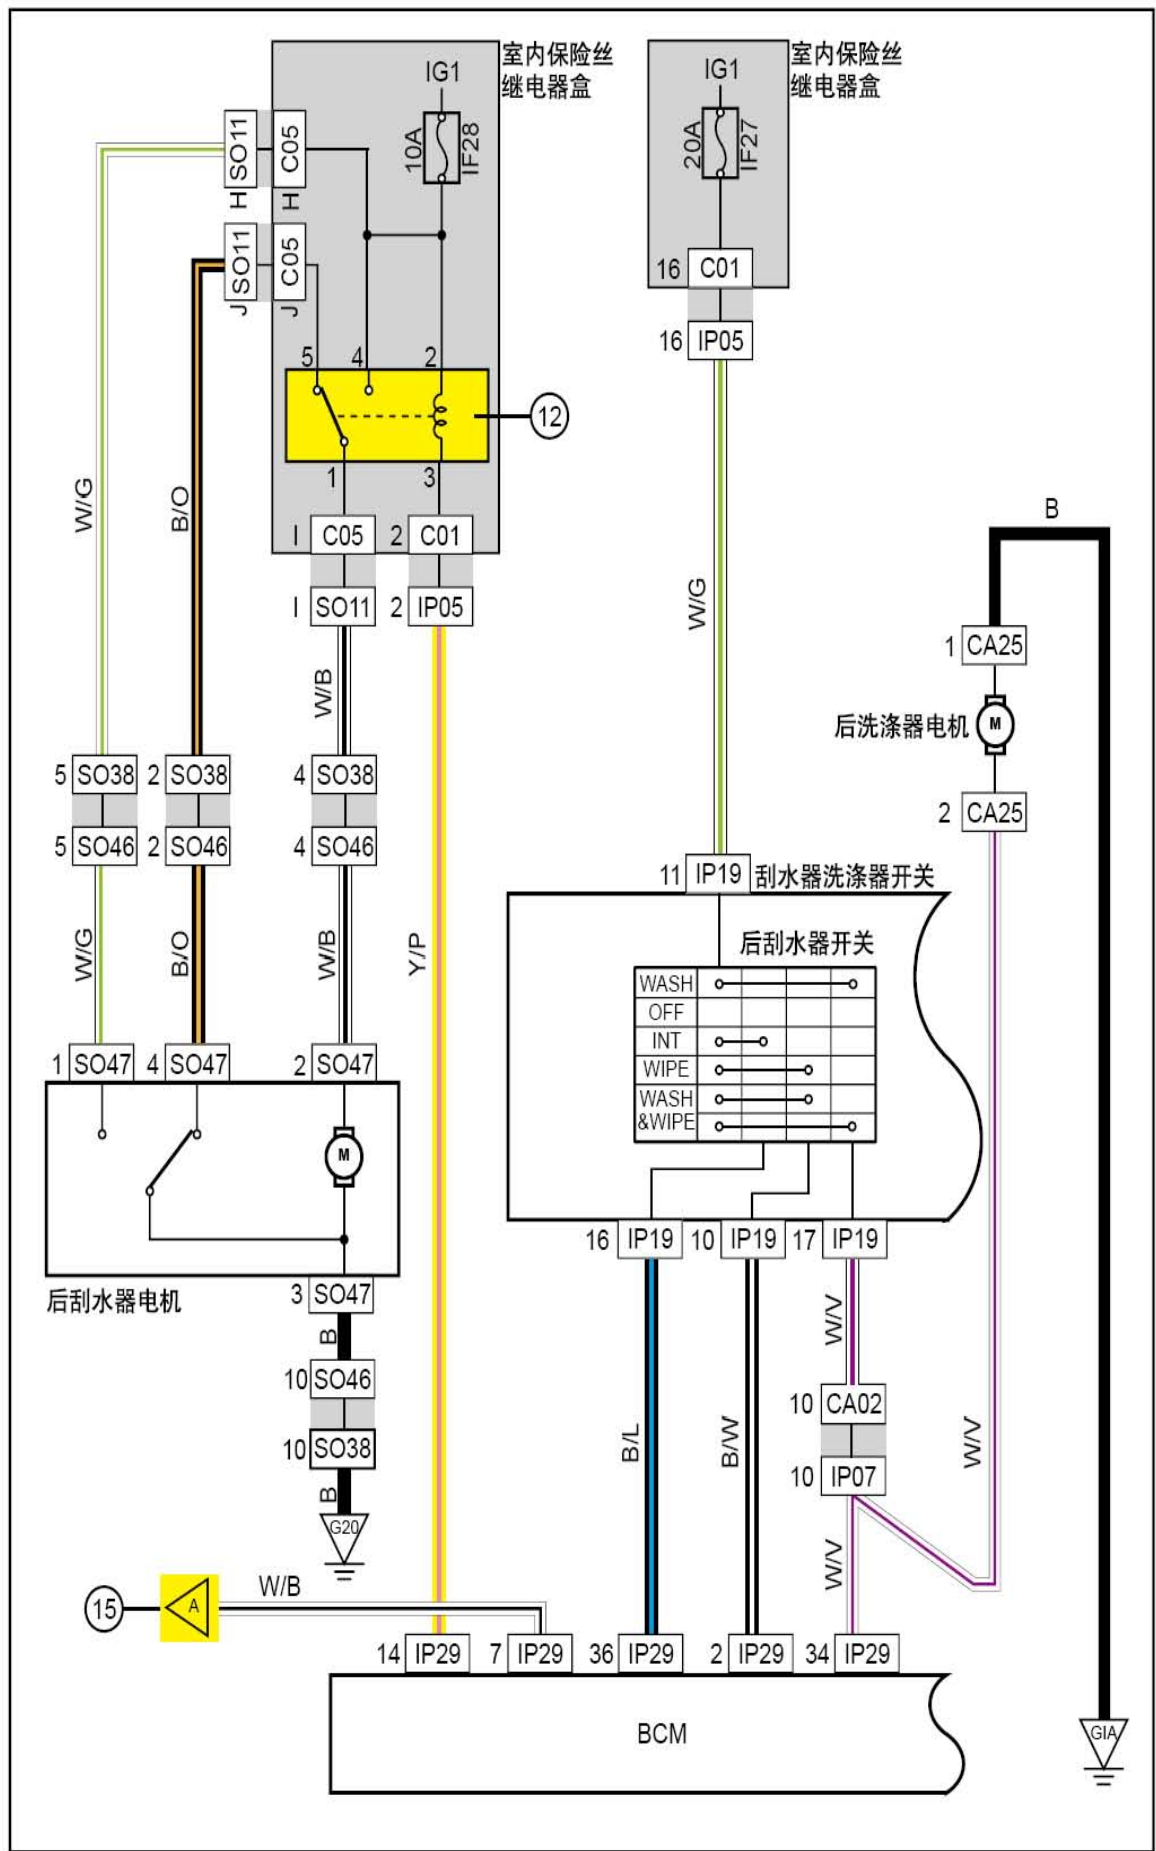 室内保险丝
继电器盒
IG1
10A
IF28
SO11
C05
H
H
SO11
C05
J
J
5
4
2
12
1
3
I
C05
2
C01
I
SO11
2
IP05
室内保险丝
继电器盒
IG1
20A
IF27
16
C01
16
IP05
W/G
B/O
W/B
W/G
B
1
CA25
后洗涤器电机
M
2
CA25
5
SO38
2
SO38
4
SO38
5
SO46
2
SO46
4
SO46
W/G
B/O
W/B
Y/P
11
IP19
刮水器洗涤器开关
后刮水器开关
WASH
OFF
INT
WIPE
WASH
&WIPE
1
SO47
4
SO47
2
SO47
M
后刮水器电机
3
SO47
B
10
SO46
10
SO38
B
G20
16
IP19
10
IP19
17
IP19
W/V
B/L
B/W
10
CA02
10
IP07
W/V
W/V
15
A
W/B
14
IP29
7
IP29
36
IP29
2
IP29
34
IP29
BCM
GIA